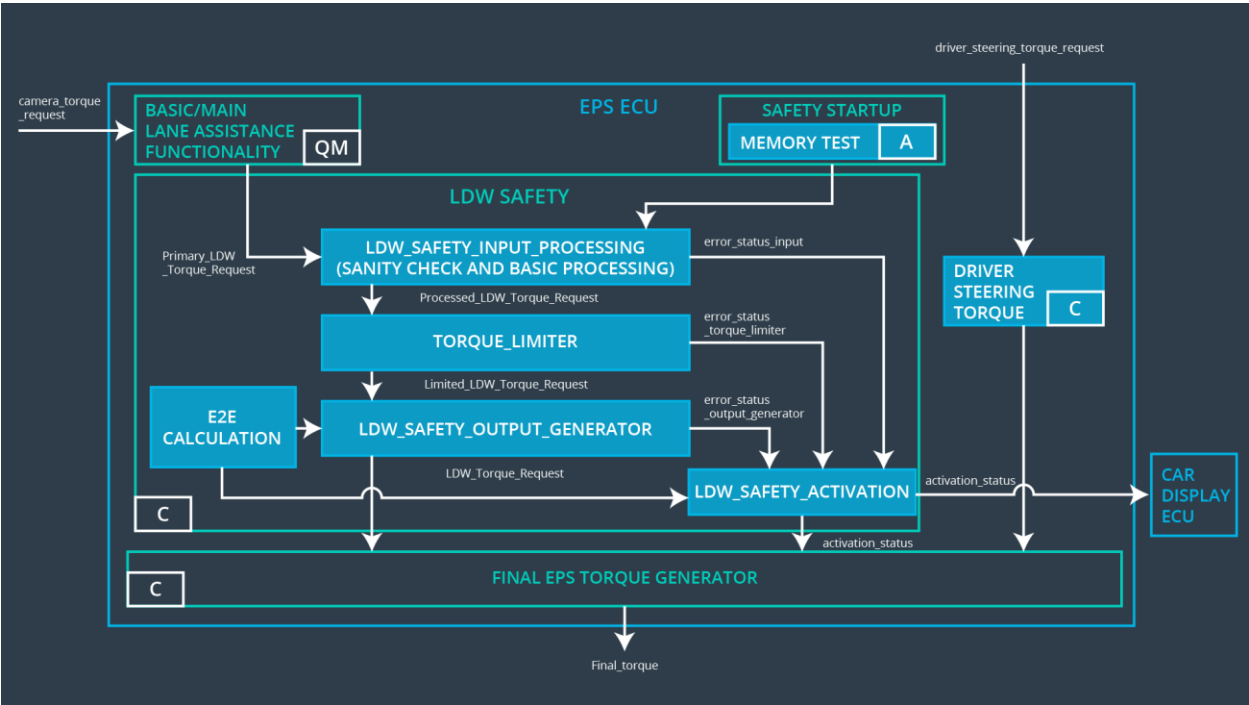 driver_steering_torque_request
camera_torque
_request
BASIC/MAIN
LANE ASSISTANCE
FUNCTIONALITY
QM
EPS ECU
SAFETY STARTUP
MEMORY TEST
A
LDW SAFETY
LDW_SAFETY_INPUT_PROCESSING
(SANITY CHECK AND BASIC PROCESSING)
error_status_input
Primary_LDW
_Torque_Request
DRIVER
STEERING
TORQUE
C
Processed_LDW_Torque_Request
error_status
_torque_limiter
TORQUE_LIMITER
Limited_LDW_Torque_Request
error_status
_output_generator
E2E
CALCULATION
LDW_SAFETY_OUTPUT_GENERATOR
LDW_Torque_Request
LDW_SAFETY_ACTIVATION
activation_status
CAR
DISPLAY
ECU
C
activation_status
FINAL EPS TORQUE GENERATOR
C
Final_torque